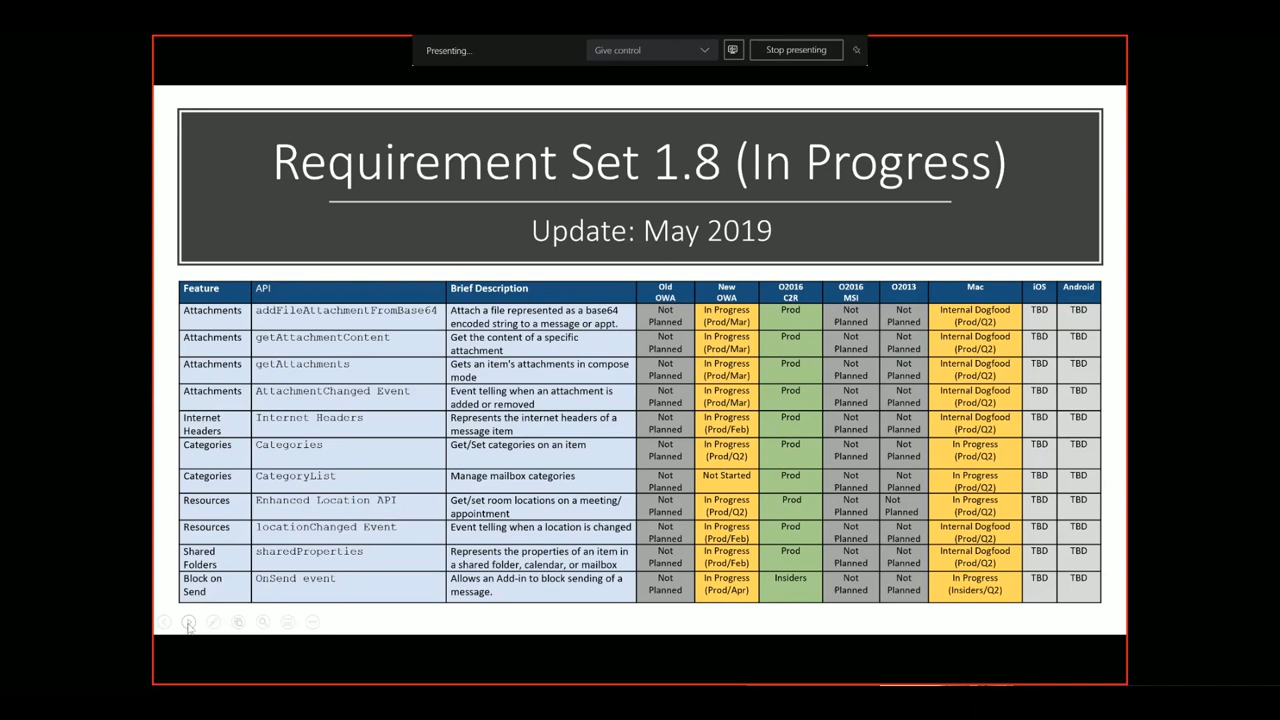 Presenting...
Give control
Stop presenting
Requirement Set 1.8 (In Progress)
Update: May 2019
Feature API Brief Description Old OWA New OWA O2016 C2R O2016 MSI O2013 Mac iOS Android
Attachments addFileAttachmentFromBase64 Attach a file represented as a base64 encoded string to a message or appt. Not Planned In Progress (Prod/Mar) Prod Not Planned Not Planned Internal Dogfood (Prod/Q2) TBD TBD
Attachments getAttachmentContent Get the content of a specific attachment Not Planned In Progress (Prod/Mar) Prod Not Planned Not Planned Internal Dogfood (Prod/Q2) TBD TBD
Attachments getAttachments Gets an item's attachments in compose mode Not Planned In Progress (Prod/Mar) Prod Not Planned Not Planned Internal Dogfood (Prod/Q2) TBD TBD
Attachments AttachmentChanged Event Event telling when an attachment is added or removed Not Planned In Progress (Prod/Mar) Prod Not Planned Not Planned Internal Dogfood (Prod/Q2) TBD TBD
Internet Headers Internet Headers Represents the internet headers of a message item Not Planned In Progress (Prod/Feb) Prod Not Planned Not Planned Internal Dogfood (Prod/Q2) TBD TBD
Categories Categories Get/Set categories on an item Not Planned In Progress (Prod/Q2) Prod Not Planned Not Planned In Progress (Prod/Q2) TBD TBD
Categories CategoryList Manage mailbox categories Not Planned Not Started Prod Not Planned Not Planned In Progress (Prod/Q2) TBD TBD
Resources Enhanced Location API Get/set room locations on a meeting/ appointment Not Planned In Progress (Prod/Q2) Prod Not Planned Not Planned In Progress (Prod/Q2) TBD TBD
Resources locationChanged Event Event telling when a location is changed Not Planned In Progress (Prod/Feb) Prod Not Planned Not Planned Internal Dogfood (Prod/Q2) TBD TBD
Shared Folders sharedProperties Represents the properties of an item in a shared folder, calendar, or mailbox Not Planned In Progress (Prod/Feb) Prod Not Planned Not Planned Internal Dogfood (Prod/Q2) TBD TBD
Block on Send OnSend event Allows an Add-in to block sending of a message. Not Planned In Progress (Prod/Apr) Insiders Not Planned Not Planned In Progress (Insiders/Q2) TBD TBD